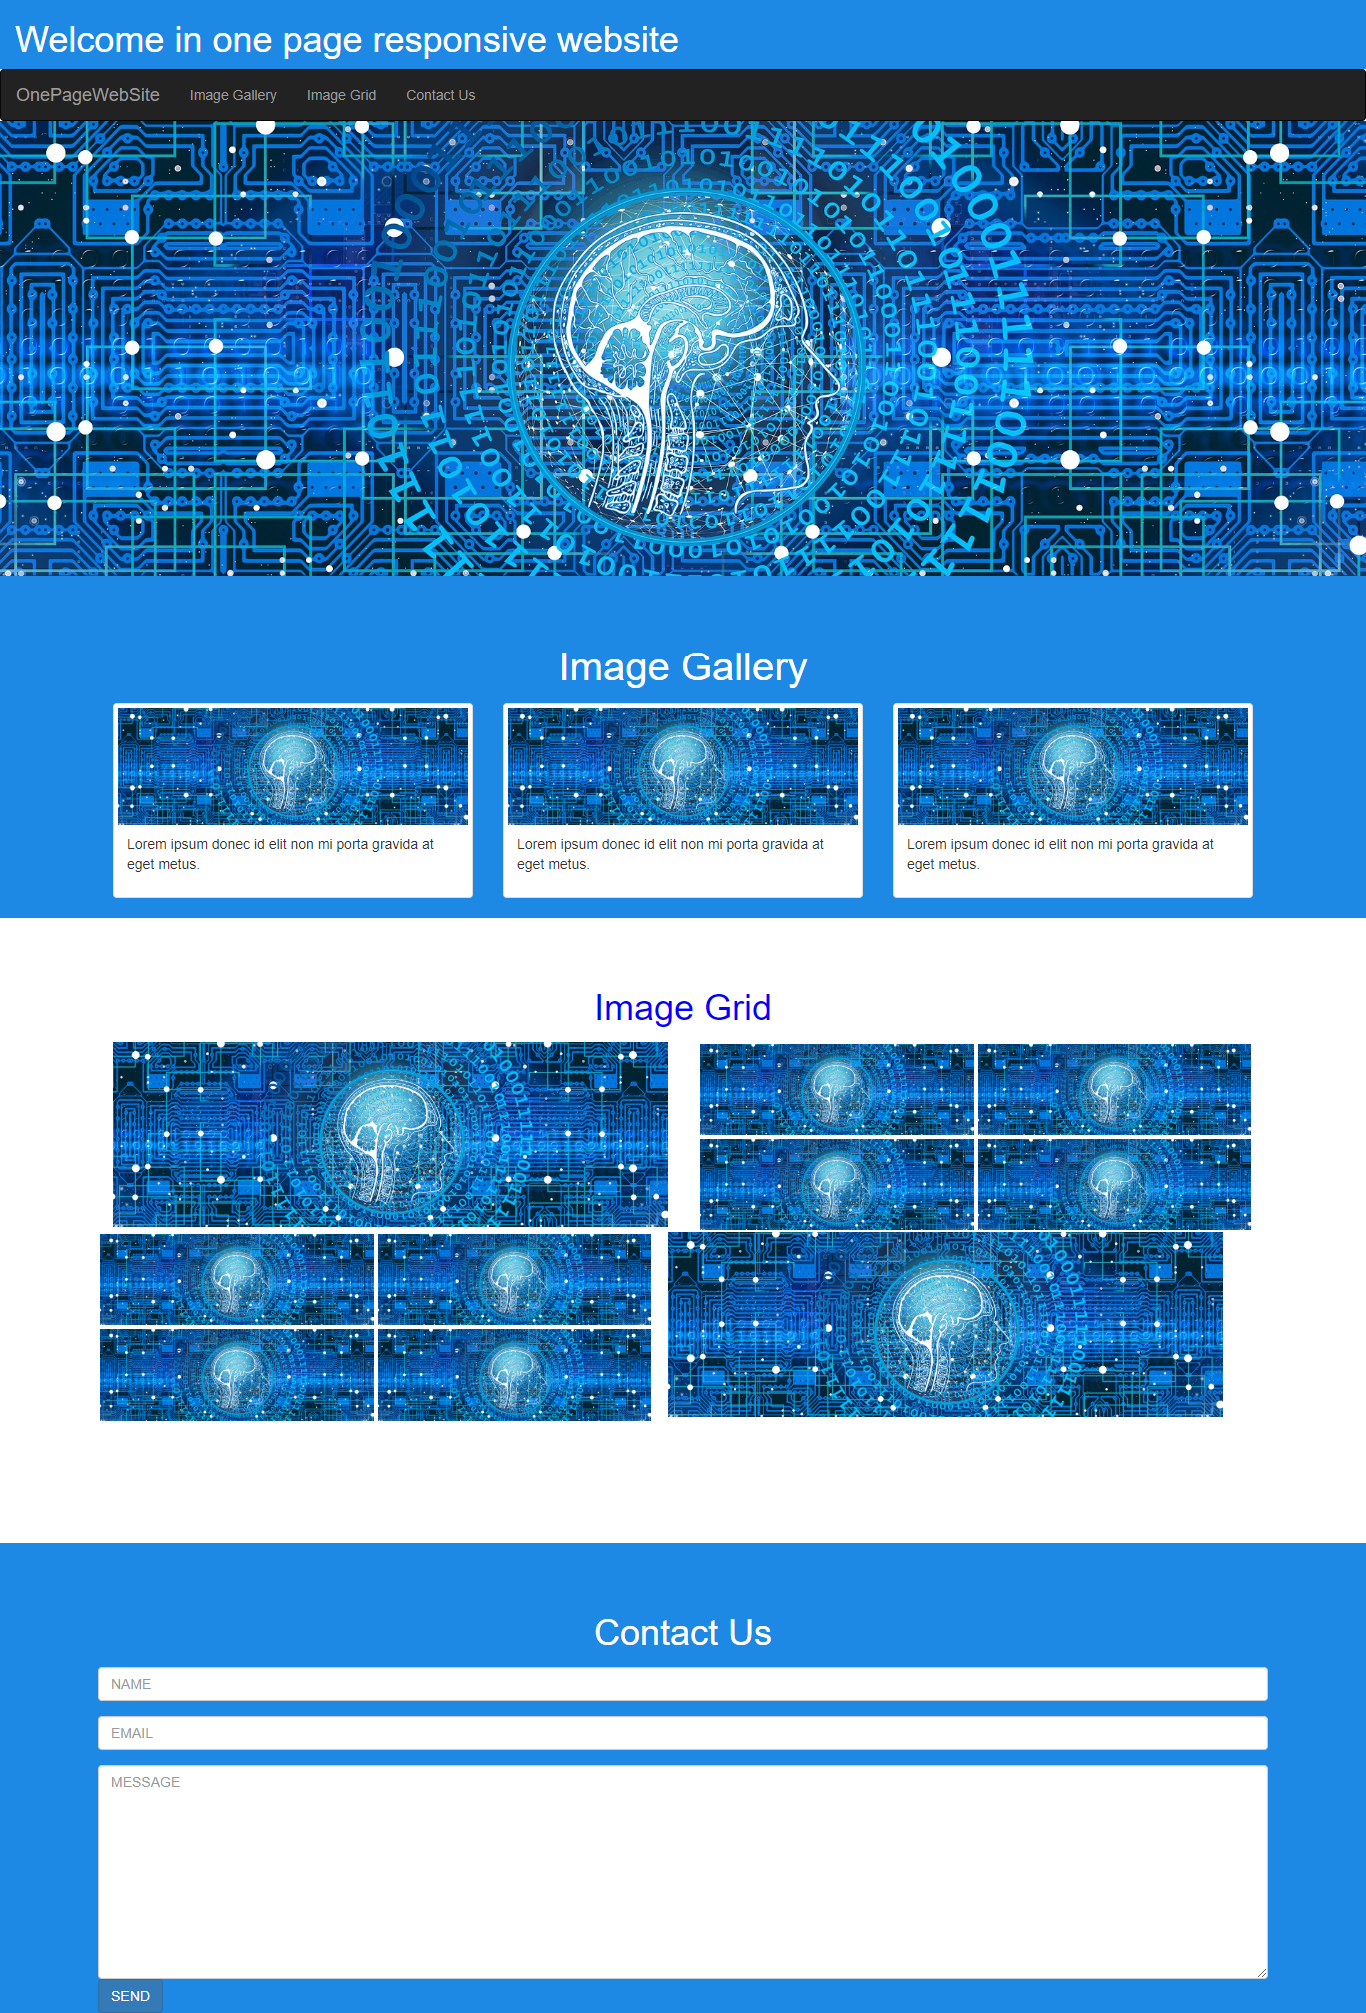 Welcome in one page responsive website
OnePageWebSite Image Gallery Image Grid Contact Us
Image Gallery
Lorem ipsum donec id elit non mi porta gravida at
eget metus.
Lorem ipsum donec id elit non mi porta gravida at
eget metus.
Lorem ipsum donec id elit non mi porta gravida at
eget metus.
Image Grid
Contact Us
NAME
EMAIL
MESSAGE
SEND